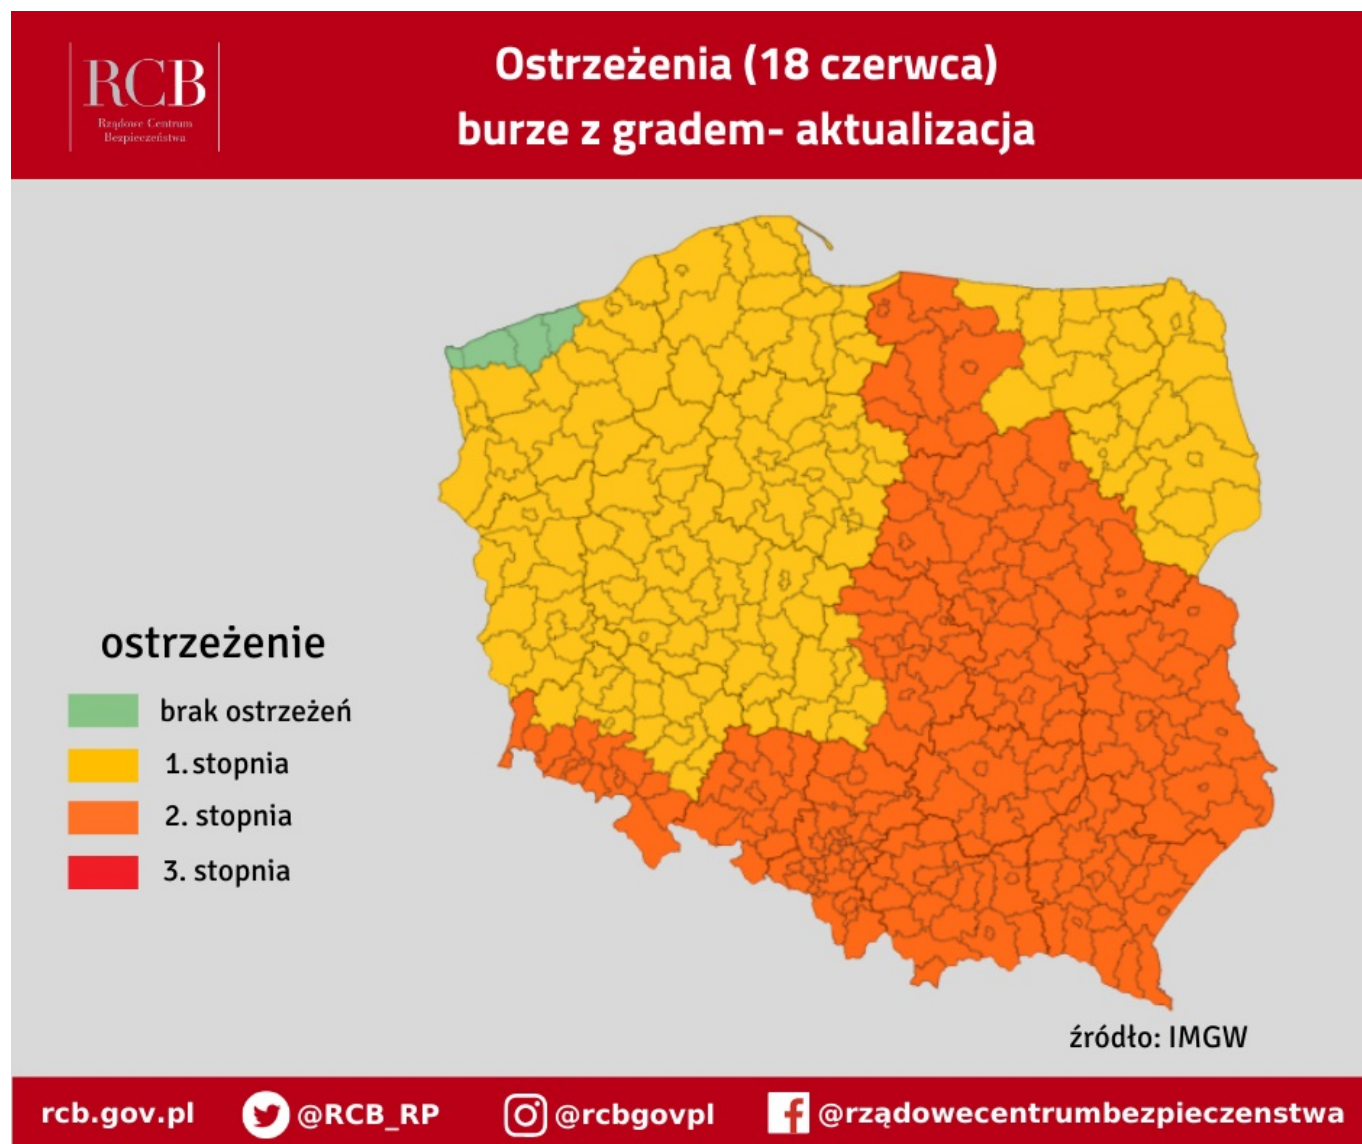 RCB
Rządowe Centrum
Bezpieczeństwa
Ostrzeżenia (18 czerwca)
burze z gradem- aktualizacja
ostrzeżenie
brak ostrzeżeń
1. stopnia
2. stopnia
3. stopnia
źródło: IMGW
rcb.gov.pl @RCB_RP @rcbgovpl @rządowecentrumbezpieczenstwa